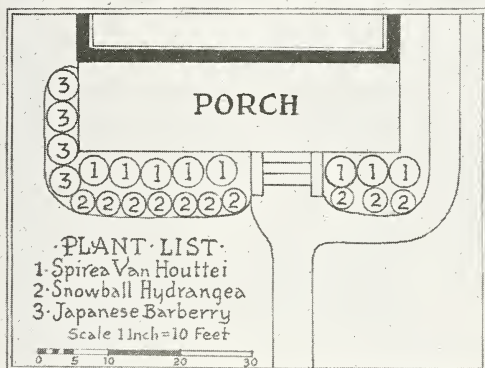 PORCH
3
3
3
3
1 1 1 1 1 1 1 1
2 2 2 2 2 2 2 2 2 2
·PLANT·LIST·
1·Spirea Van Houttei
2·Snowball Hydrangea
3·Japanese Barberry
Scale 1 Inch=10 Feet
0 5 10 20 30